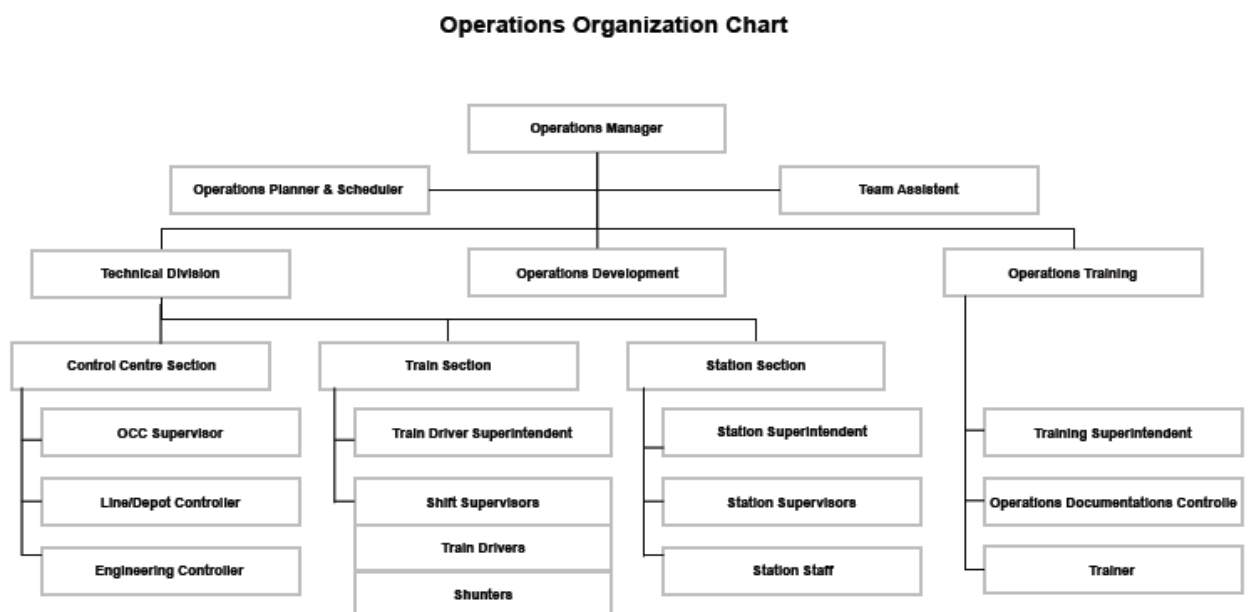 Operations Organization Chart
Operations Manager
Operations Planner & Scheduler
Team Assistent
Technical Division
Operations Development
Operations Training
Control Centre Section
Train Section
Station Section
OCC Supervisor
Train Driver Superintendent
Station Superintendent
Training Superintendent
Line/Depot Controller
Shift Supervisors
Station Supervisors
Operations Documentations Controlle
Train Drivers
Engineering Controller
Station Staff
Trainer
Shunters